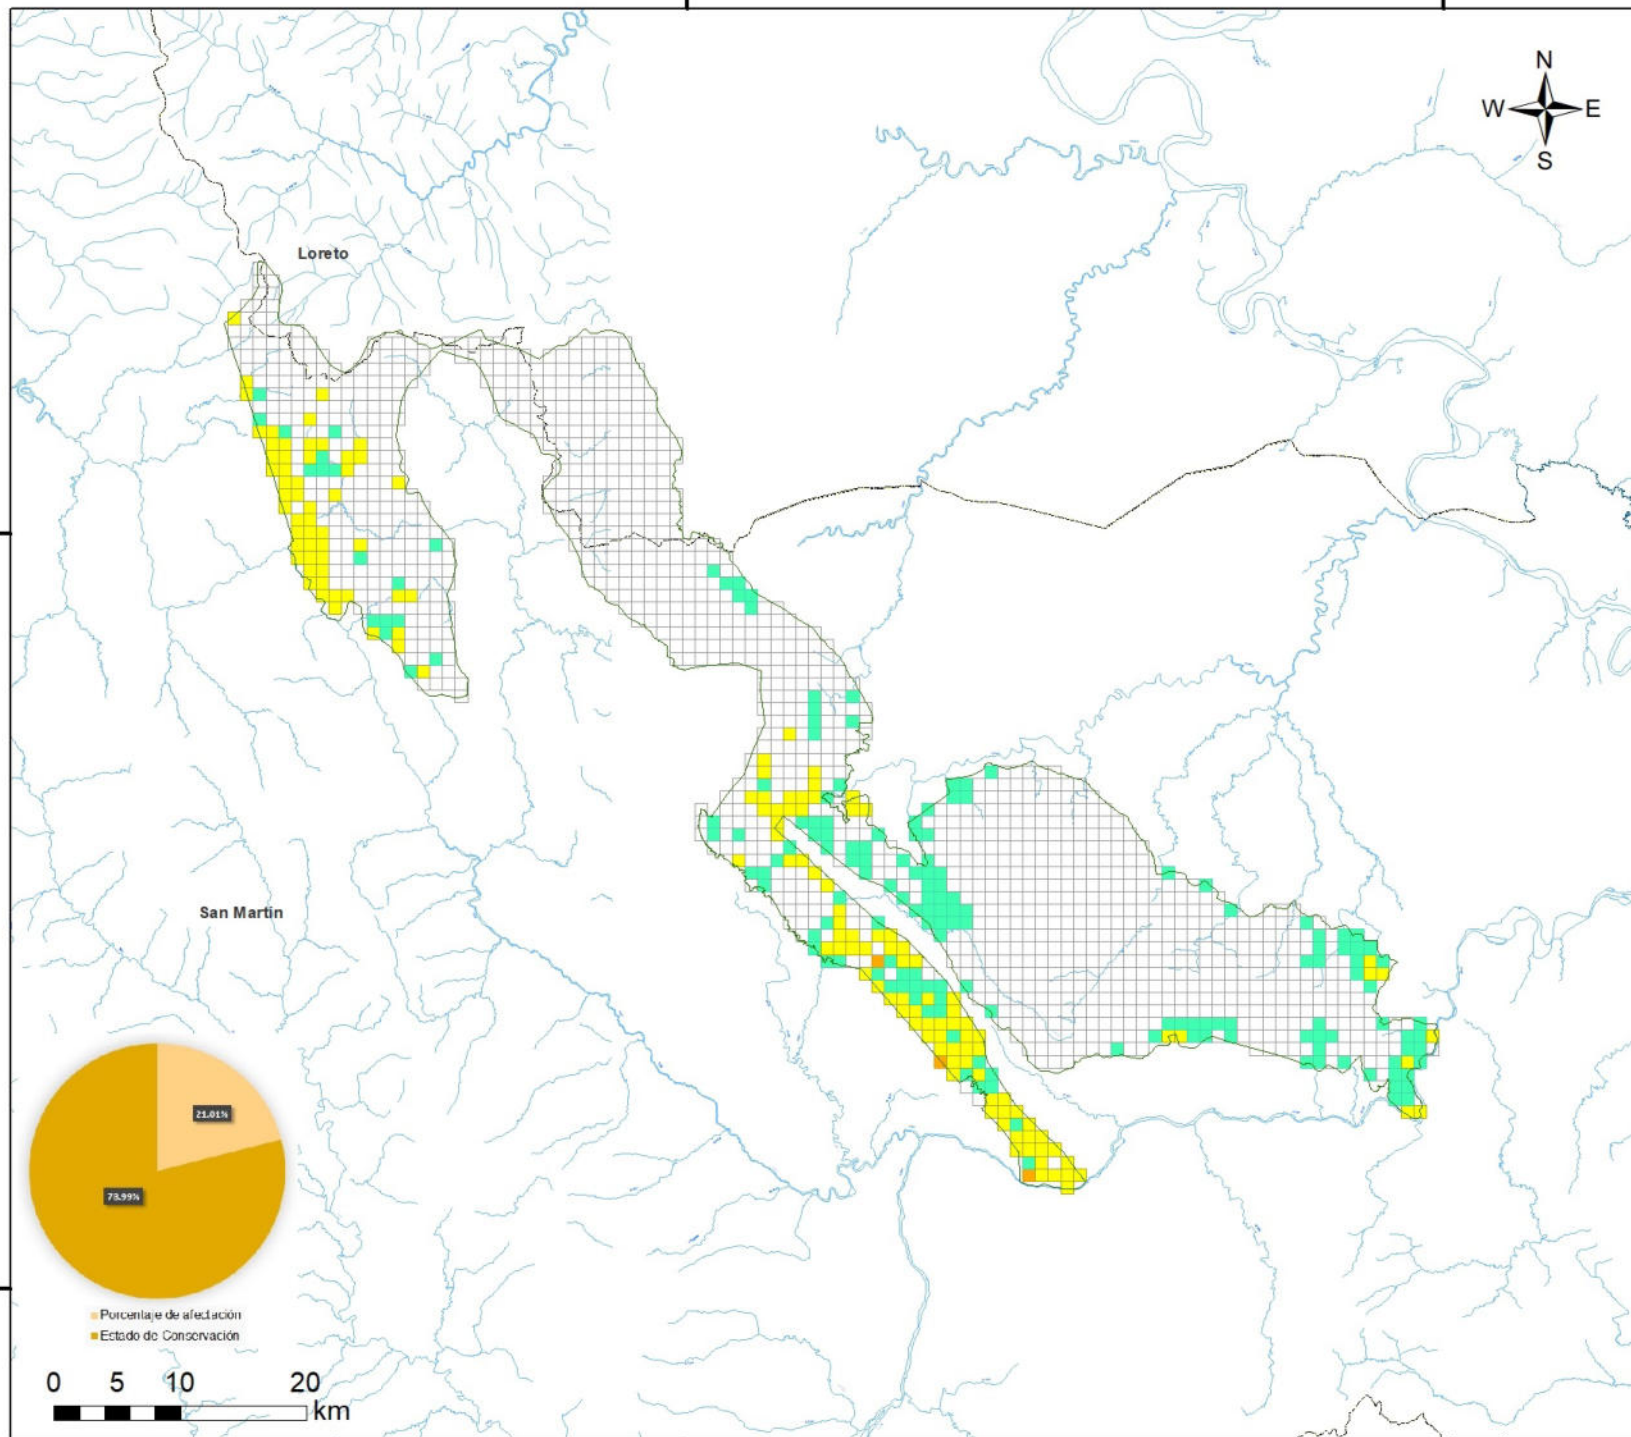 N
W E
S
Loreto
San Martín
21.01%
78.99%
Porcentaje de afectación
Estado de Conservación
0 5 10 20
km